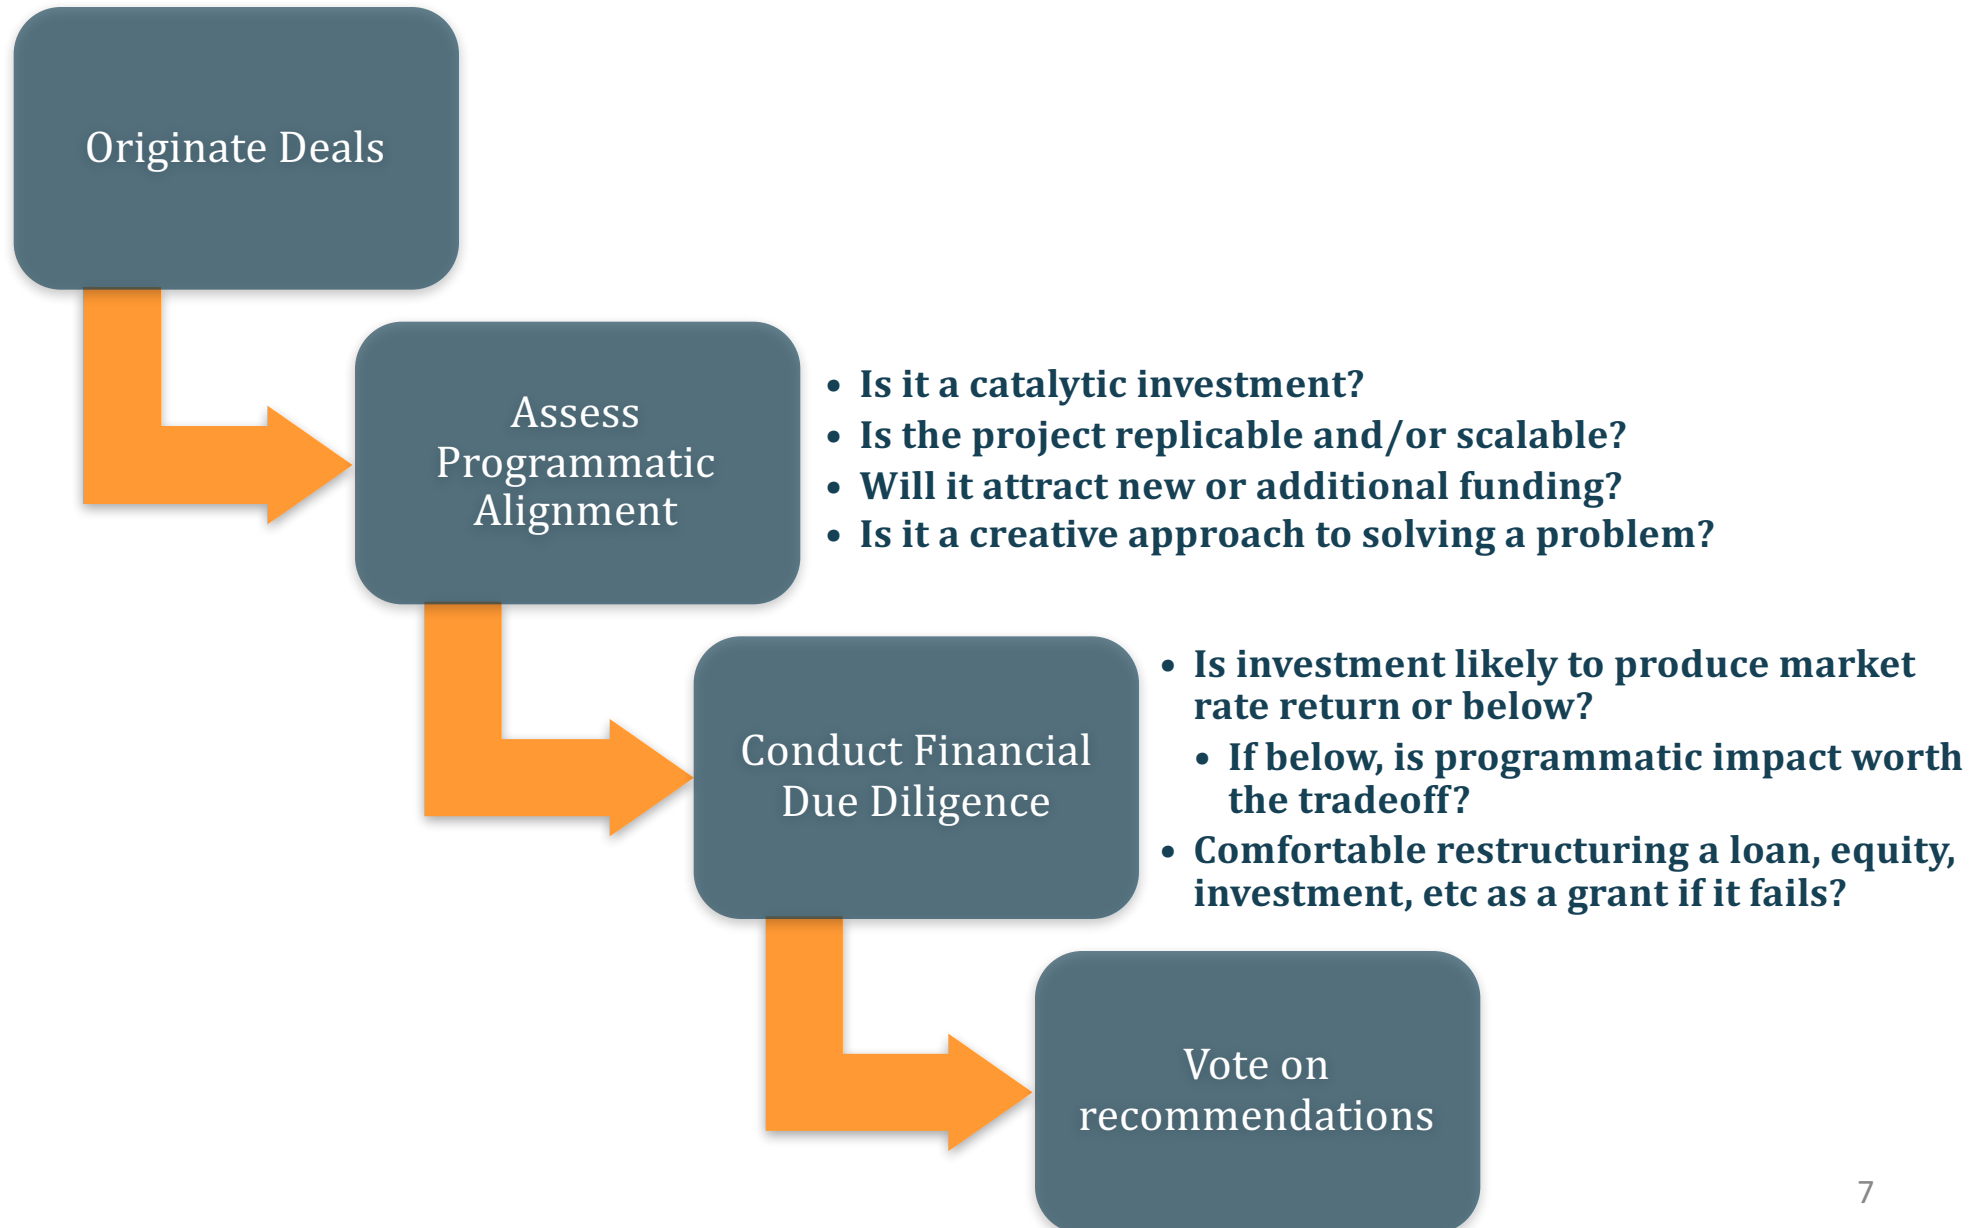 Originate Deals
Assess
Programmatic
Alignment
• Is it a catalytic investment?
• Is the project replicable and/or scalable?
• Will it attract new or additional funding?
• Is it a creative approach to solving a problem?
Conduct Financial
Due Diligence
• Is investment likely to produce market
rate return or below?
• If below, is programmatic impact worth
the tradeoff?
• Comfortable restructuring a loan, equity,
investment, etc as a grant if it fails?
Vote on
recommendations
7